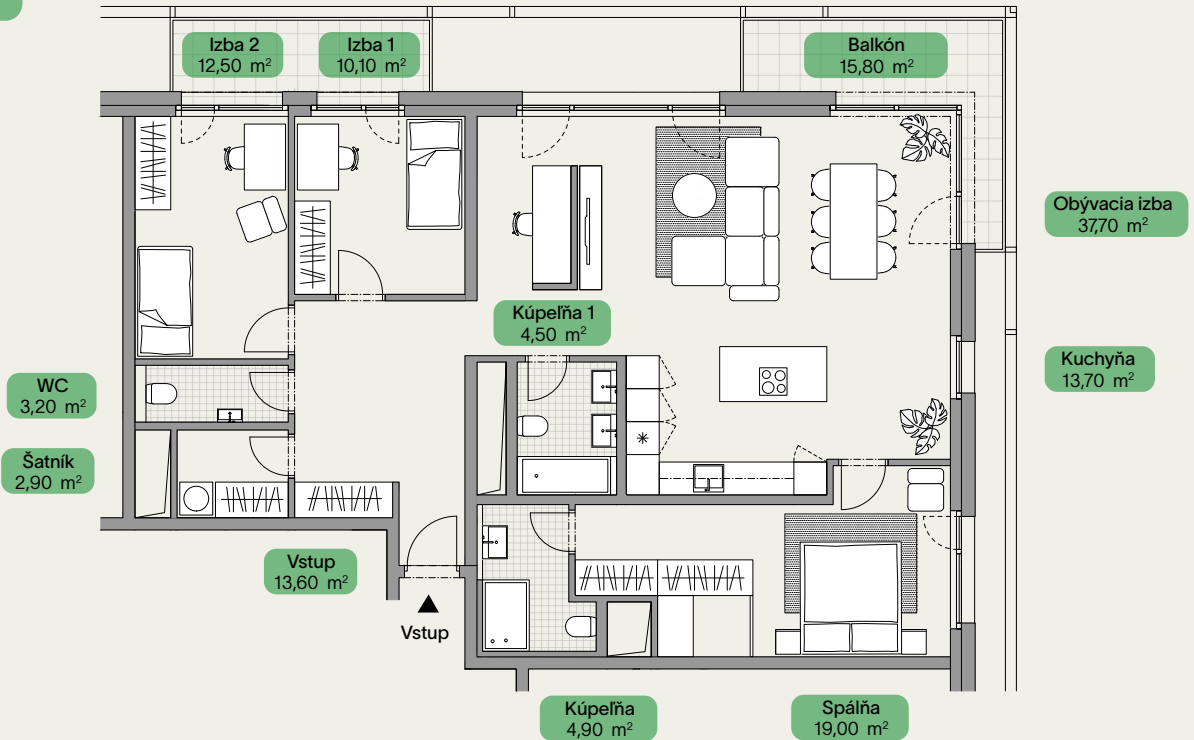 Izba 2
12,50 m²
Izba 1
10,10 m²
Balkón
15,80 m²
Obývacia izba
37,70 m²
Kúpeľňa 1
4,50 m²
Kuchyňa
13,70 m²
WC
3,20 m²
Šatník
2,90 m²
Vstup
13,60 m²
Vstup
Kúpeľňa
4,90 m²
Spálňa
19,00 m²